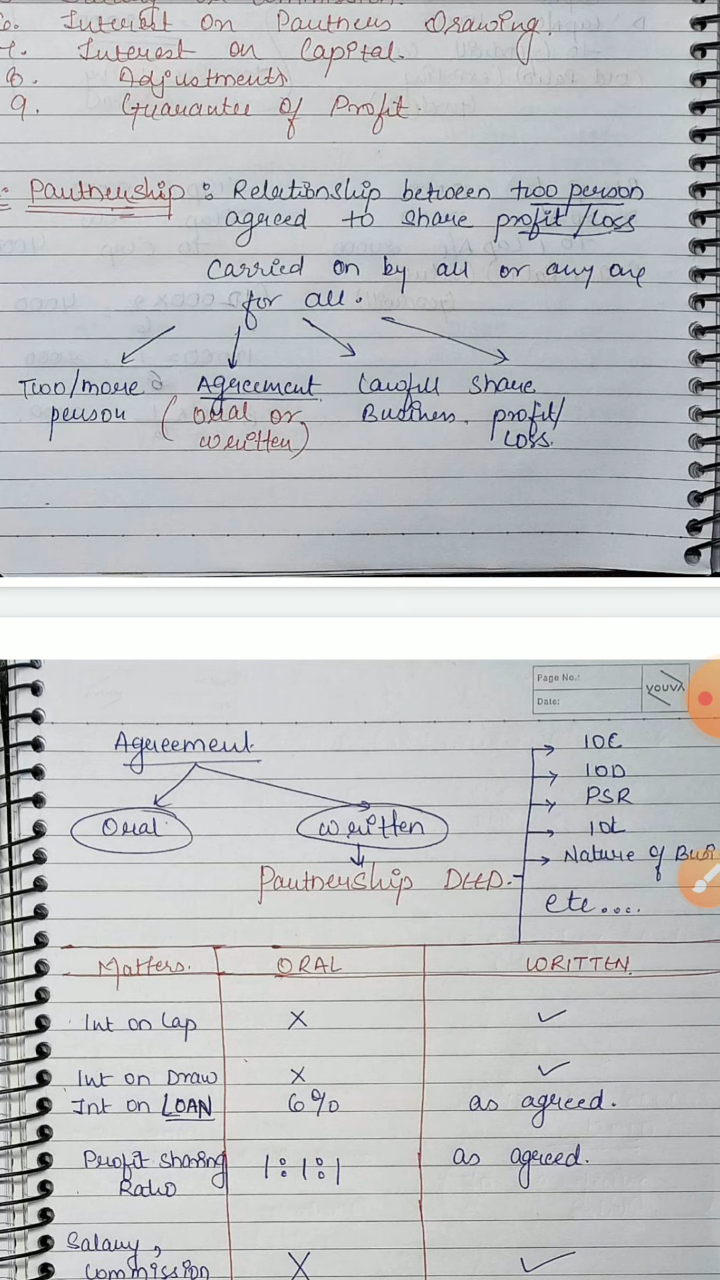 6. Interest on Partners Drawing.
7. Interest on Capital.
8. Adjustments
9. Guarantee of Profit.
Partnership : Relationship between two person
agreed to share profit/Loss
Carried on by all or any one
for all.
Two/more person
Agreement (oral or written)
Lawfull Business.
Share profit/Loss.
Page No.:
Date:
youva
Agreement
Oral
Written
Partnership DEED.
IOC
IOD
PSR
IOL
Nature of Busi
etc....
Matters. ORAL WRITTEN.
Int on Cap X ✓
Int on Draw X ✓
Int on LOAN 6% as agreed.
Profit Sharing Ratio 1:1:1 as agreed.
Salary, Commission X ✓